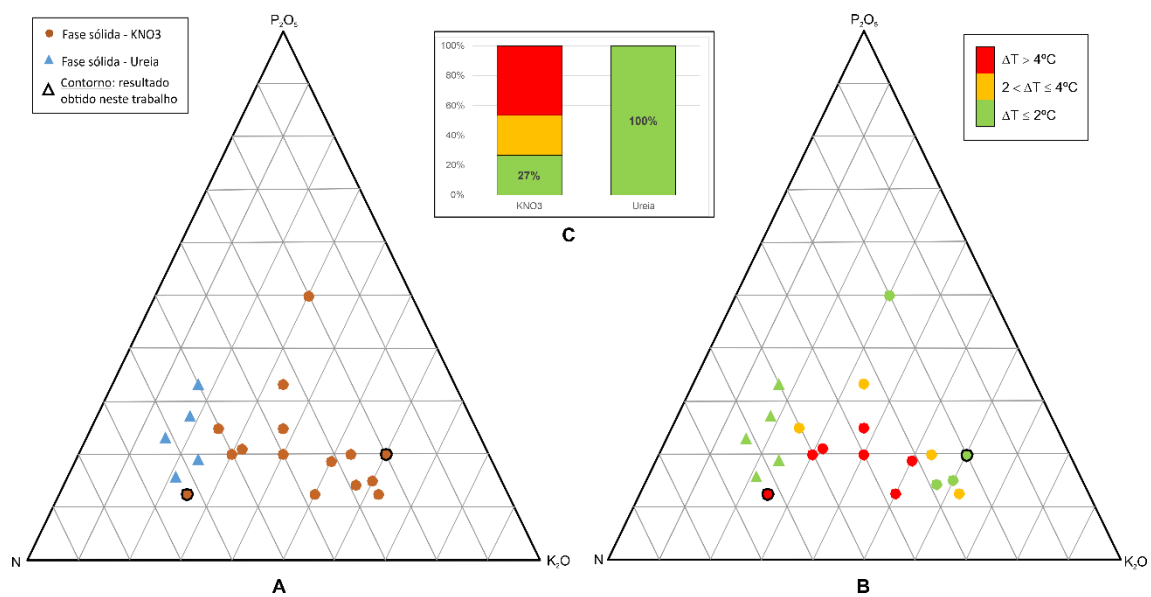 P₂O₅
Fase sólida - KNO3
Fase sólida - Ureia
Contorno: resultado
obtido neste trabalho
N
K₂O
A
100%
80%
60%
40%
20%
0%
27%
100%
KNO3
Ureia
C
P₂O₅
ΔT > 4ºC
2 < ΔT ≤ 4ºC
ΔT ≤ 2ºC
N
K₂O
B